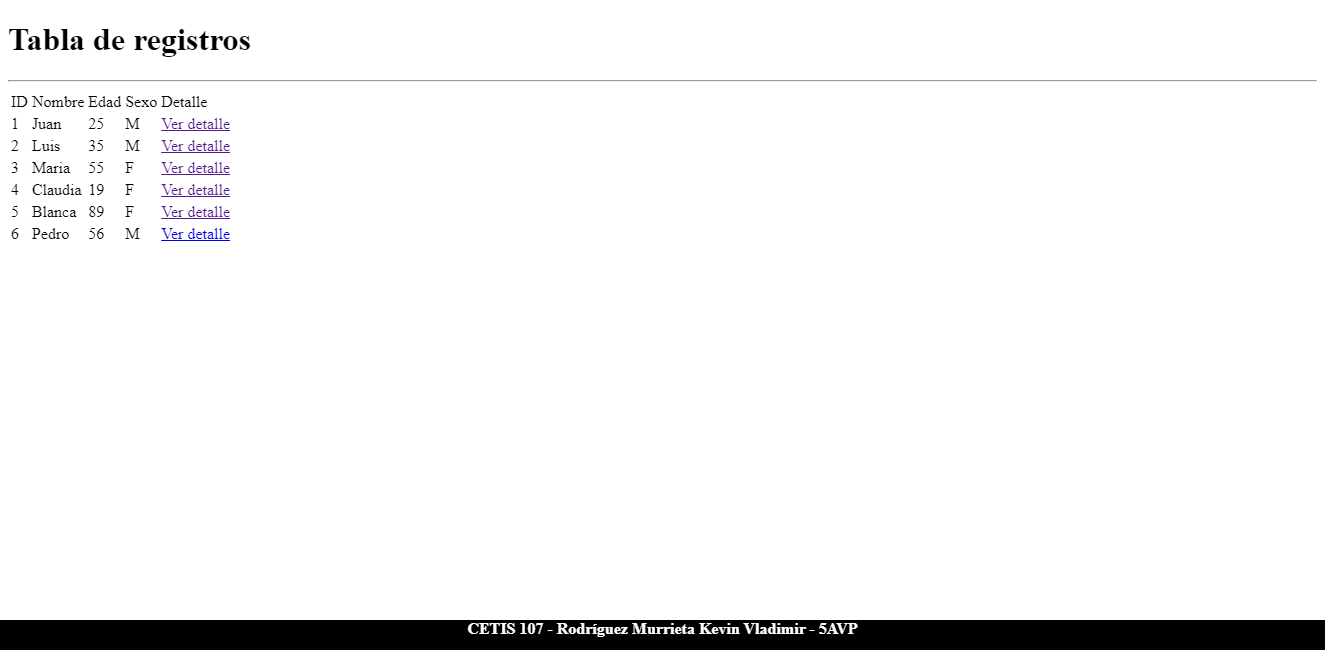 Tabla de registros
ID Nombre Edad Sexo Detalle
1 Juan 25 M Ver detalle
2 Luis 35 M Ver detalle
3 Maria 55 F Ver detalle
4 Claudia 19 F Ver detalle
5 Blanca 89 F Ver detalle
6 Pedro 56 M Ver detalle
CETIS 107 - Rodríguez Murrieta Kevin Vladimir - 5AVP